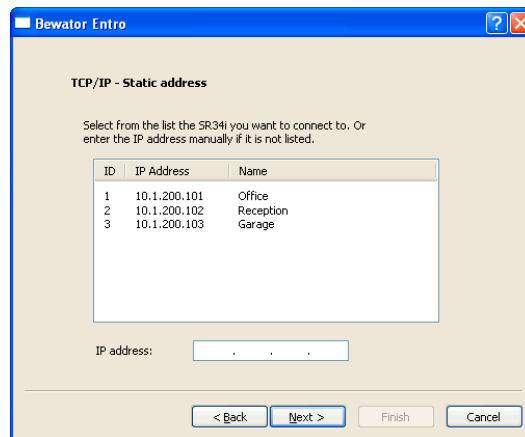 Bewator Entro
TCP/IP - Static address
Select from the list the SR34i you want to connect to. Or
enter the IP address manually if it is not listed.
ID IP Address Name
1 10.1.200.101 Office
2 10.1.200.102 Reception
3 10.1.200.103 Garage
IP address: . . .
< Back Next > Finish Cancel